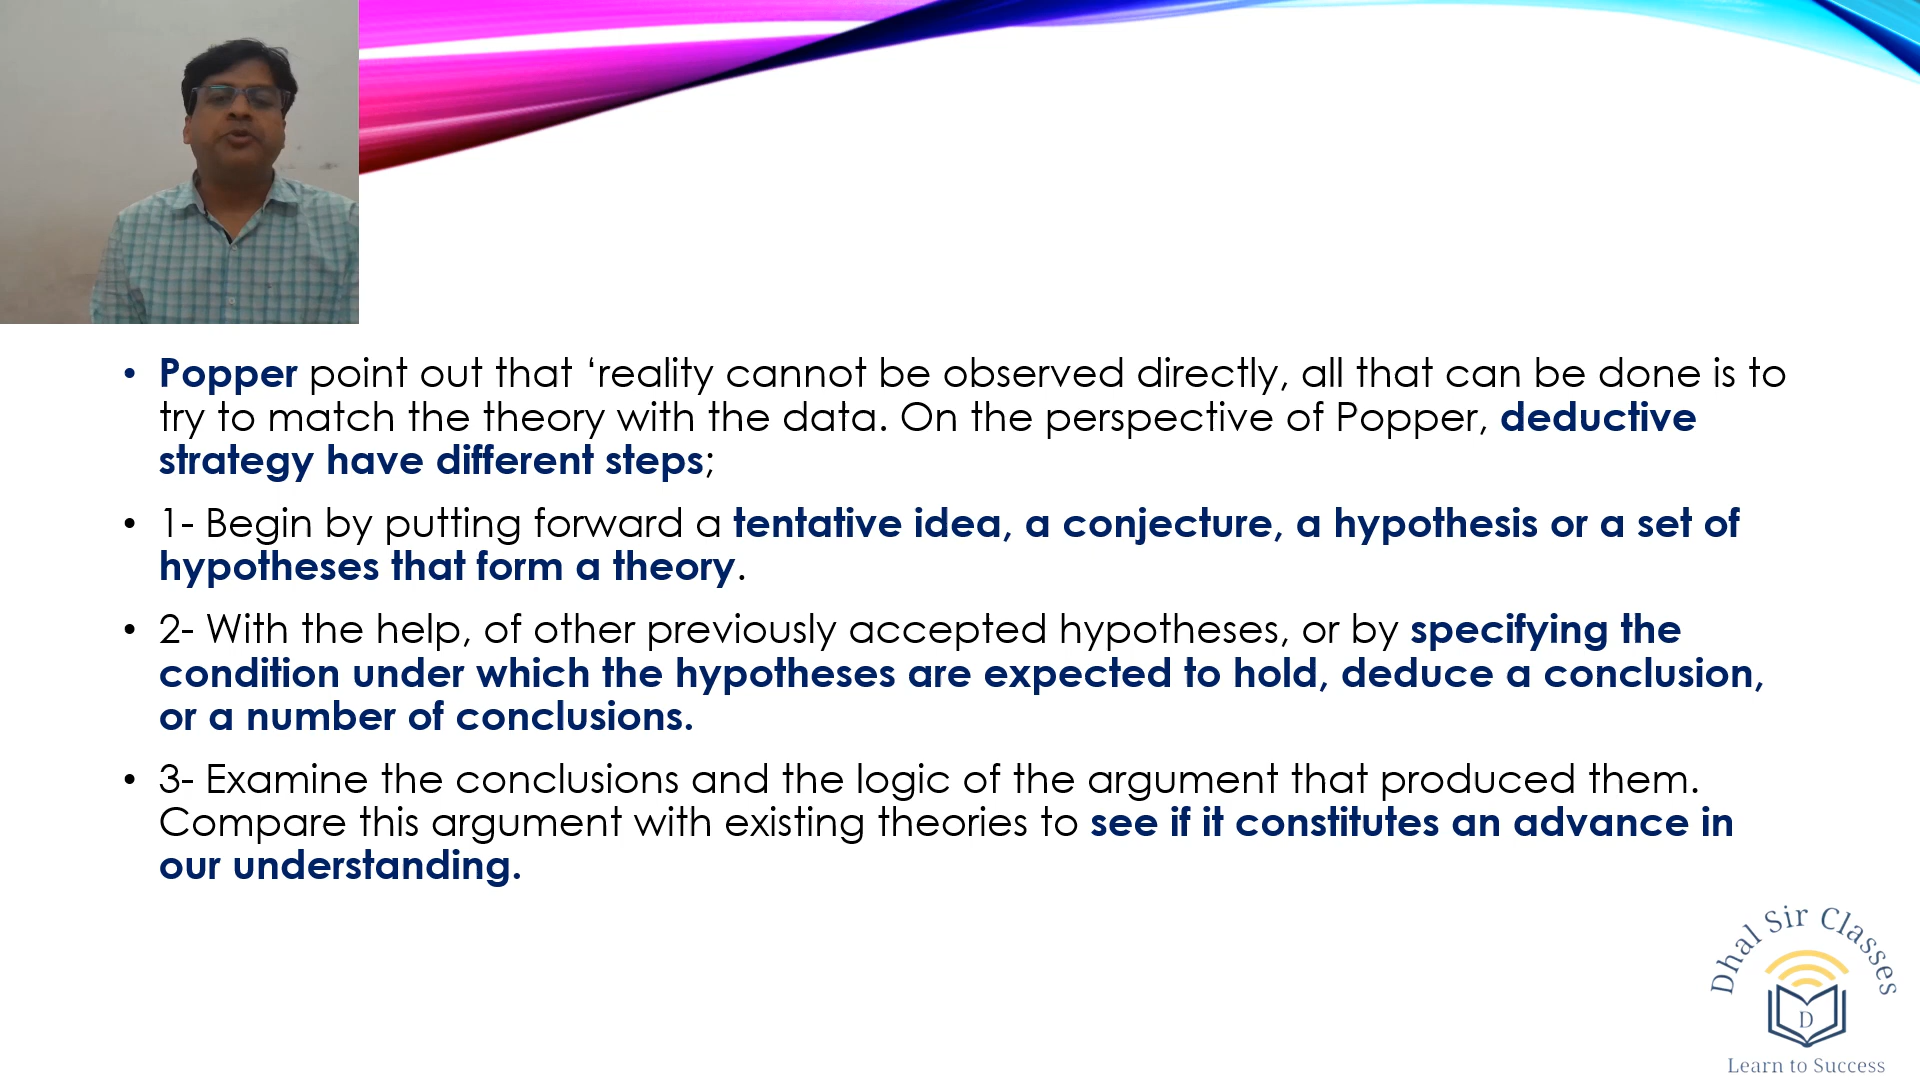 • Popper point out that ‘reality cannot be observed directly, all that can be done is to
try to match the theory with the data. On the perspective of Popper, deductive
strategy have different steps;
• 1- Begin by putting forward a tentative idea, a conjecture, a hypothesis or a set of
hypotheses that form a theory.
• 2- With the help, of other previously accepted hypotheses, or by specifying the
condition under which the hypotheses are expected to hold, deduce a conclusion,
or a number of conclusions.
• 3- Examine the conclusions and the logic of the argument that produced them.
Compare this argument with existing theories to see if it constitutes an advance in
our understanding.
Dhal Sir Classes
D
Learn to Success